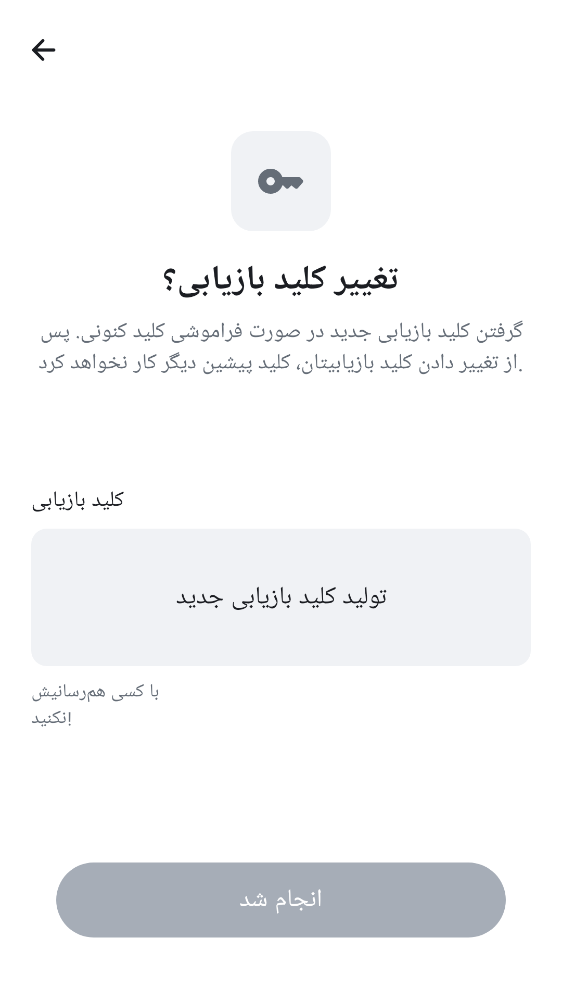 تغییر کلید بازیابی؟
گرفتن کلید بازیابی جدید در صورت فراموشی کلید کنونی. پس
از تغییر دادن کلید بازیابیتان، کلید پیشین دیگر کار نخواهد کرد.
کلید بازیابی
تولید کلید بازیابی جدید
با کسی هم‌رسانیش
نکنید!
انجام شد